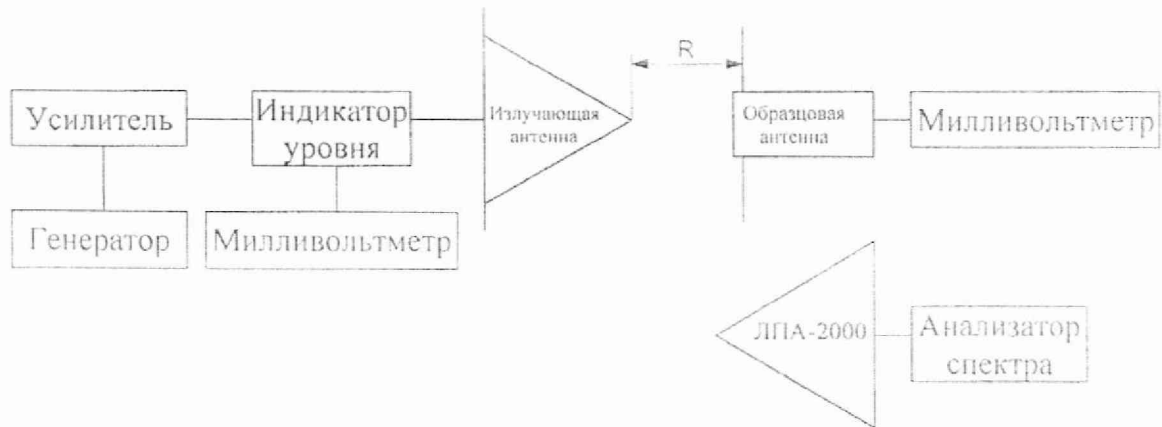 R
Усилитель
Индикатор
уровня
Излучающая
антенна
Образцовая
антенна
Милливольтметр
Генератор
Милливольтметр
ЛПА-2000
Анализатор
спектра